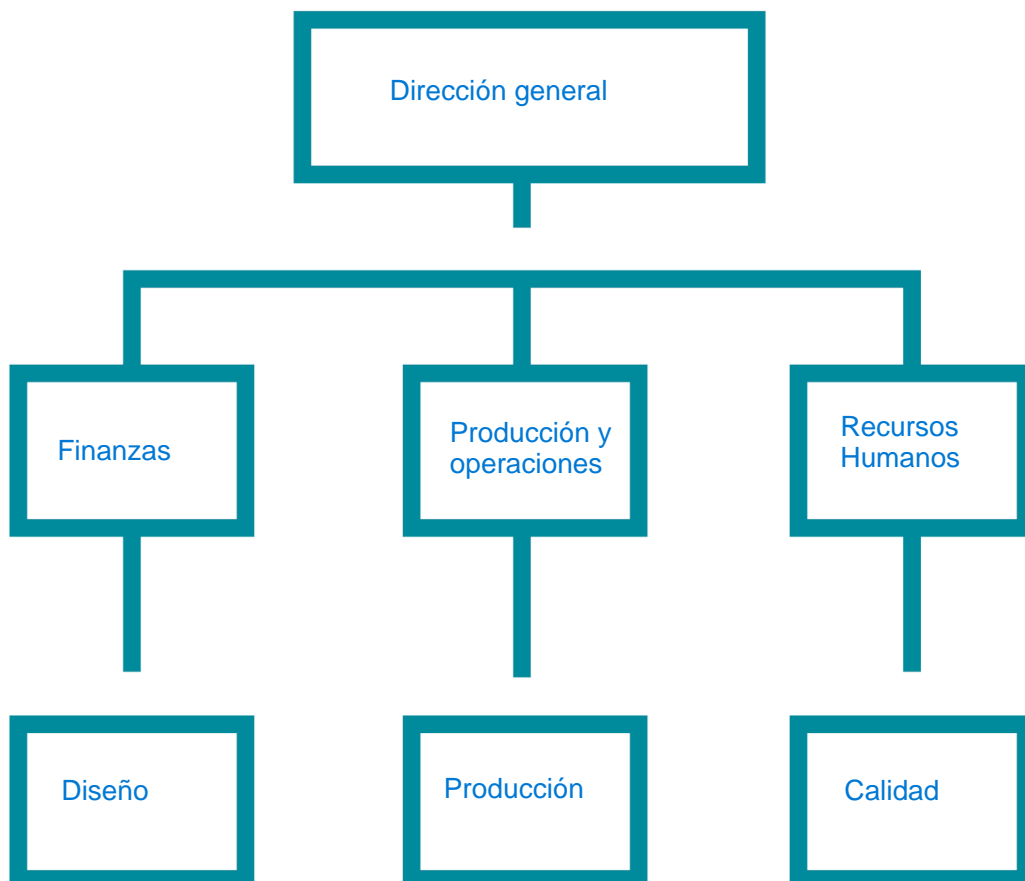 Dirección general
Finanzas
Producción y
operaciones
Recursos
Humanos
Diseño
Producción
Calidad